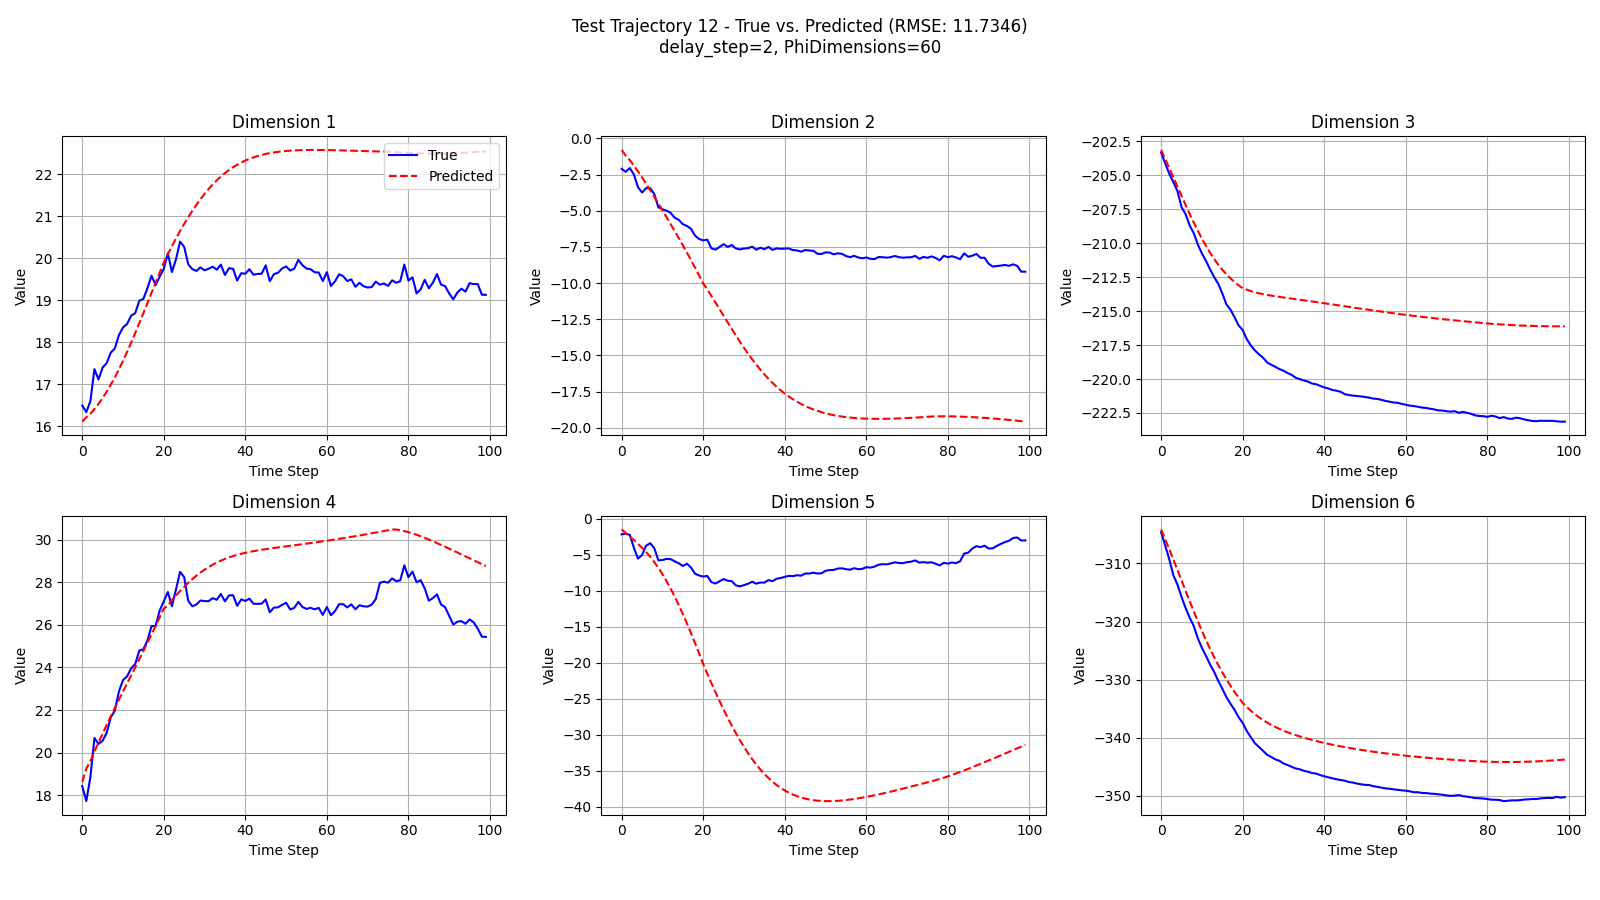 Test Trajectory 12 - True vs. Predicted (RMSE: 11.7346)
delay_step=2, PhiDimensions=60
Dimension 1
Value
22
21
20
19
18
17
16
0 20 40 60 80 100
Time Step
True
Predicted
Dimension 2
Value
0.0
−2.5
−5.0
−7.5
−10.0
−12.5
−15.0
−17.5
−20.0
0 20 40 60 80 100
Time Step
Dimension 3
Value
−202.5
−205.0
−207.5
−210.0
−212.5
−215.0
−217.5
−220.0
−222.5
0 20 40 60 80 100
Time Step
Dimension 4
Value
30
28
26
24
22
20
18
0 20 40 60 80 100
Time Step
Dimension 5
Value
0
−5
−10
−15
−20
−25
−30
−35
−40
0 20 40 60 80 100
Time Step
Dimension 6
Value
−310
−320
−330
−340
−350
0 20 40 60 80 100
Time Step